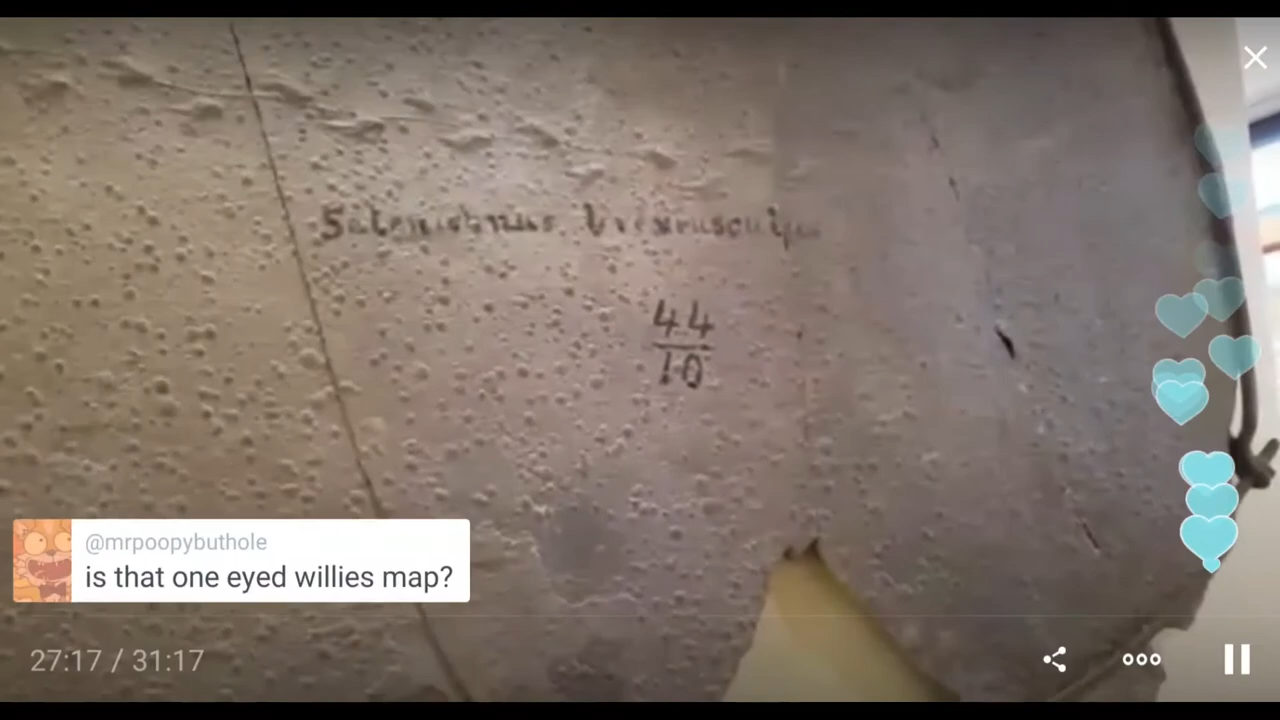 44
10
@mrpoopybuthole
is that one eyed willies map?
27:17 / 31:17